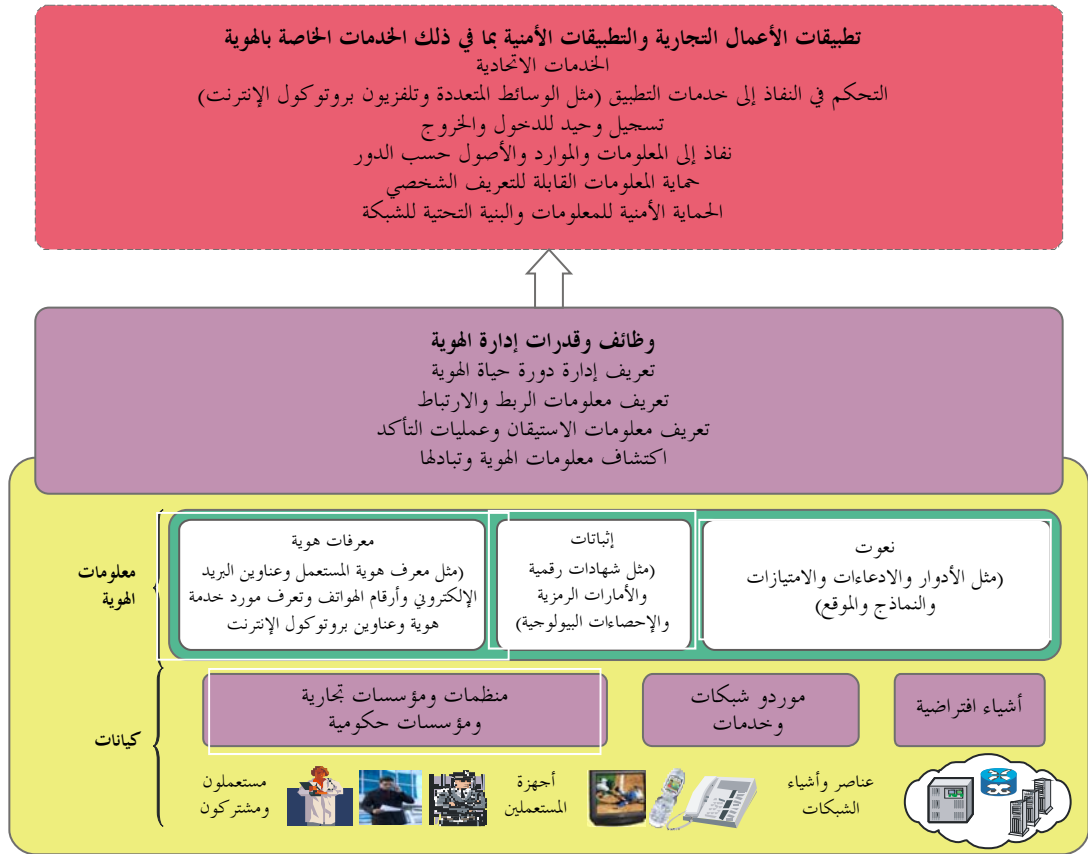 تطبيقات الأعمال التجارية والتطبيقات الأمنية بما في ذلك الخدمات الخاصة بالهوية
الخدمات الاتحادية
التحكم في النفاذ إلى خدمات التطبيق (مثل الوسائط المتعددة وتلفزيون بروتوكول الإنترنت)
تسجيل وحيد للدخول والخروج
نفاذ إلى المعلومات والموارد والأصول حسب الدور
حماية المعلومات القابلة للتعريف الشخصي
الحماية الأمنية للمعلومات والبنية التحتية للشبكة
وظائف وقدرات إدارة الهوية
تعريف إدارة دورة حياة الهوية
تعريف معلومات الربط والارتباط
تعريف معلومات الاستيقان وعمليات التأكد
اكتشاف معلومات الهوية وتبادلها
نعوت
(مثل الأدوار والادعاءات والامتيازات
والنماذج والموقع)
إثباتات
(مثل شهادات رقمية
والأمارات الرمزية
والإحصاءات البيولوجية)
معرفات هوية
(مثل معرف هوية المستعمل وعناوين البريد
الإلكتروني وأرقام الهواتف وتعرف مورد خدمة
هوية وعناوين بروتوكول الإنترنت
معلومات
الهوية
أشياء افتراضية
موردو شبكات
وخدمات
منظمات ومؤسسات تجارية
ومؤسسات حكومية
كيانات
عناصر وأشياء
الشبكات
أجهزة
المستعملين
مستعملون
ومشتركون